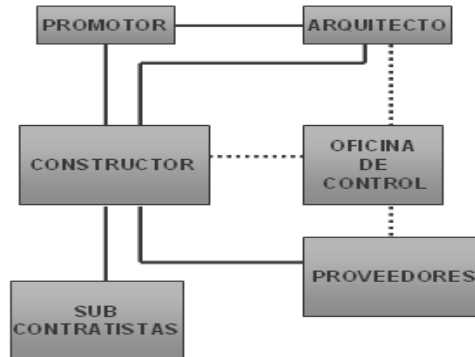 PROMOTOR
ARQUITECTO
CONSTRUCTOR
OFICINA
DE
CONTROL
PROVEEDORES
SUB
CONTRATISTAS